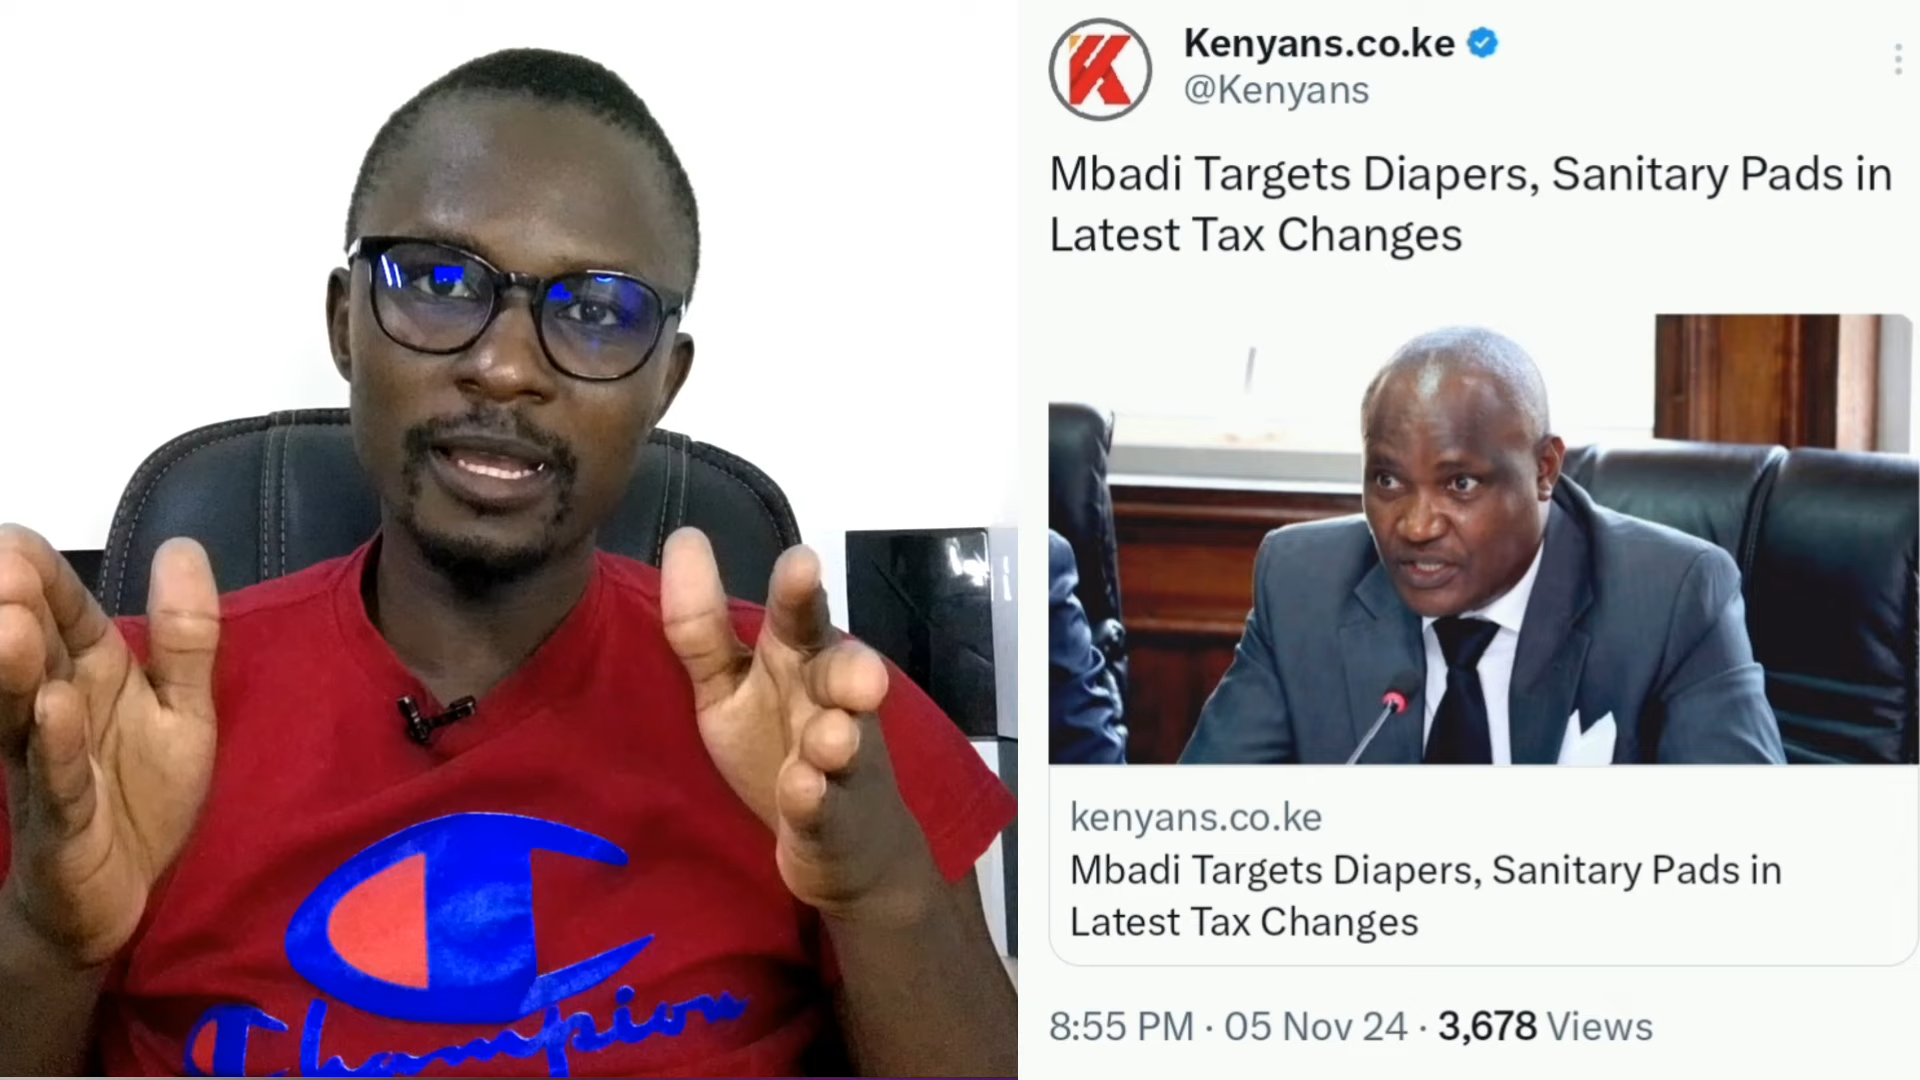 Champion
Kenyans.co.ke
@Kenyans
Mbadi Targets Diapers, Sanitary Pads in
Latest Tax Changes
kenyans.co.ke
Mbadi Targets Diapers, Sanitary Pads in
Latest Tax Changes
8:55 PM · 05 Nov 24 · 3,678 Views